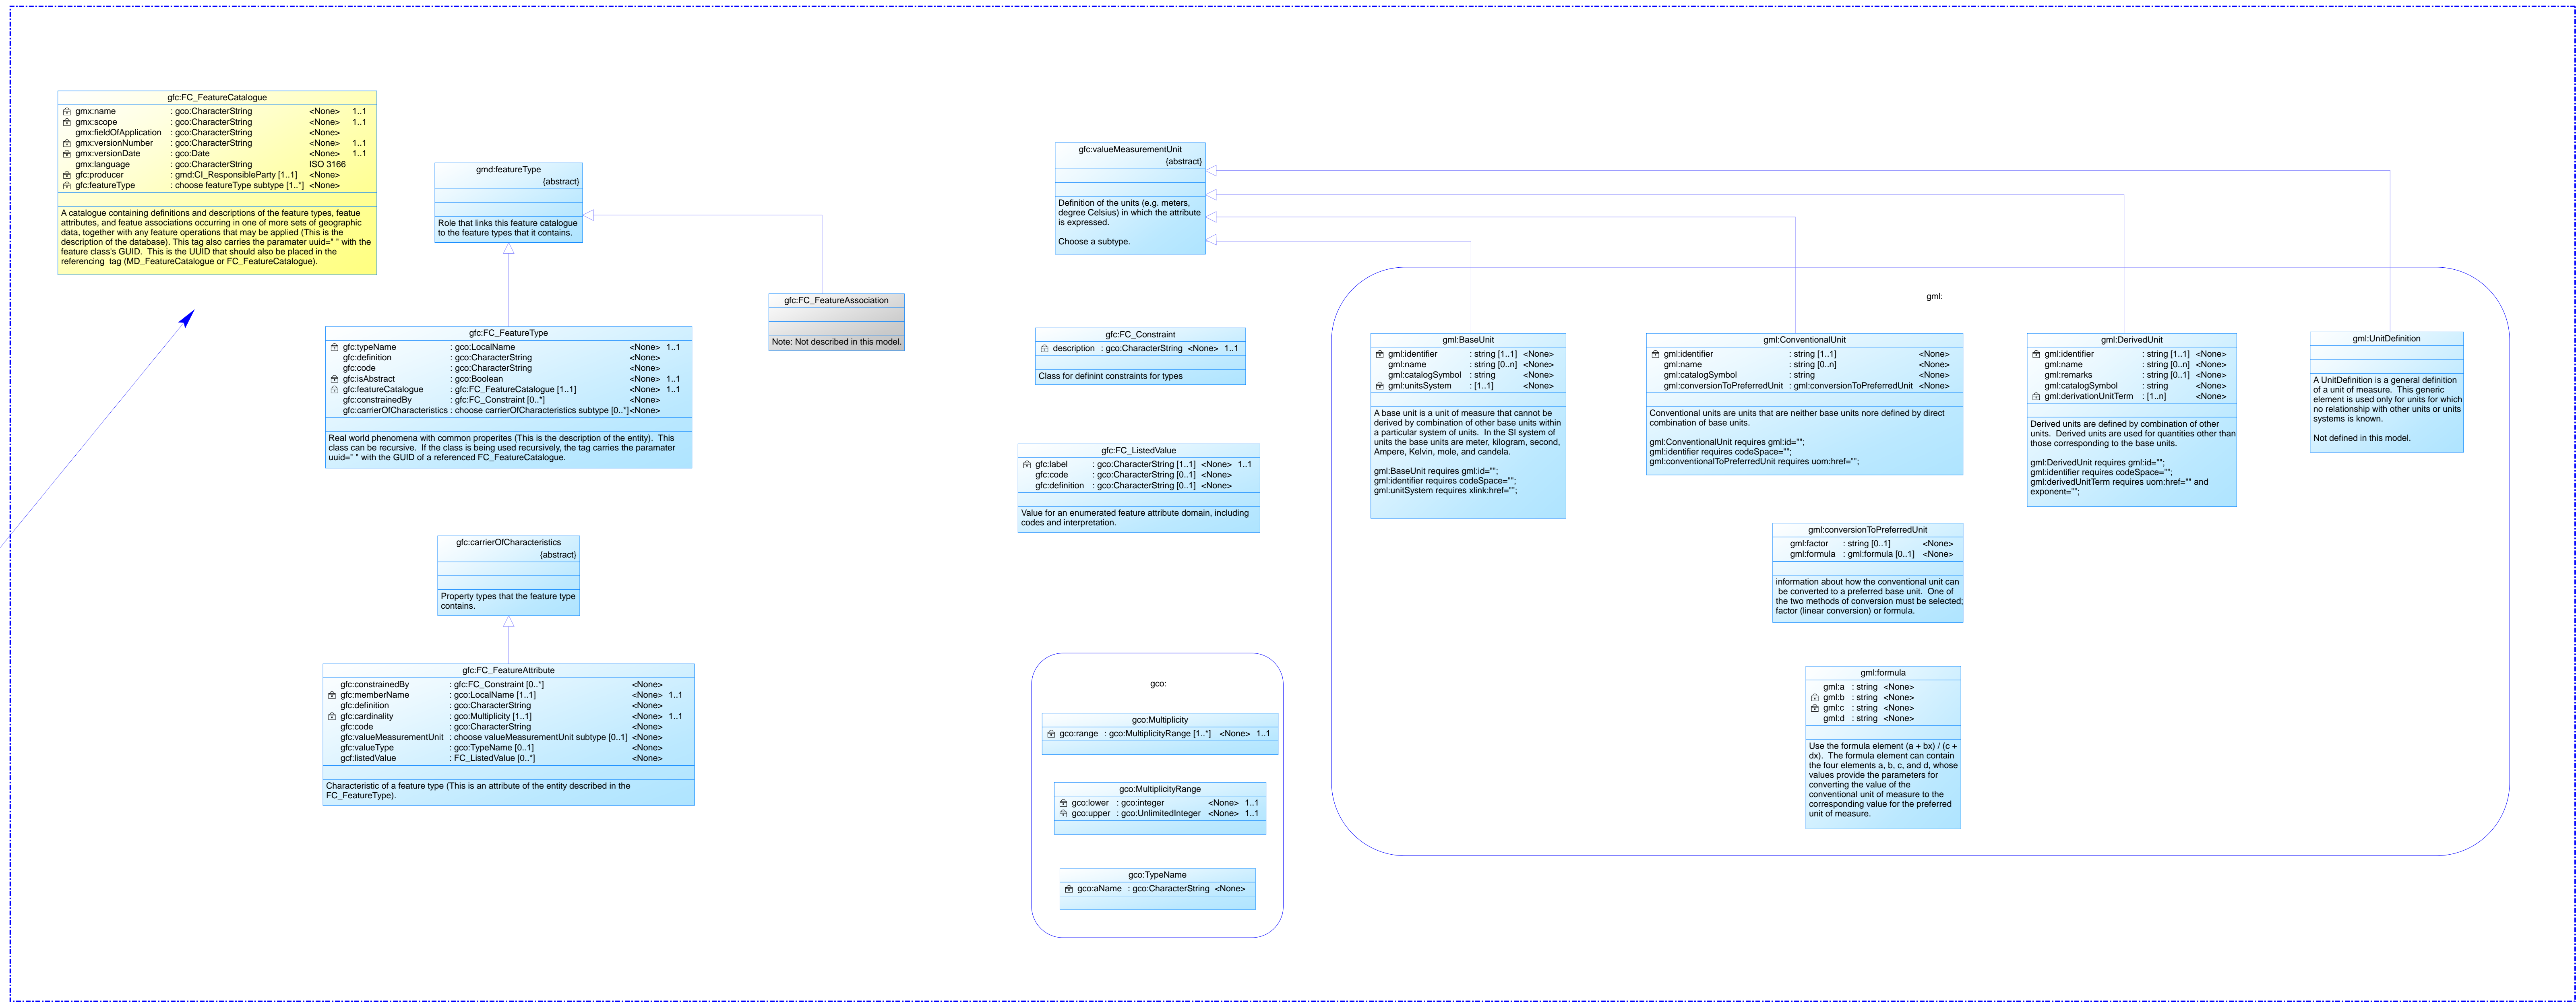 gfc:FC_FeatureCatalogue
gmx:name : gco:CharacterString <None> 1..1
gmx:scope : gco:CharacterString <None> 1..1
gmx:fieldOfApplication : gco:CharacterString <None>
gmx:versionNumber : gco:CharacterString <None> 1..1
gmx:versionDate : gco:Date <None> 1..1
gmx:language : gco:CharacterString ISO 3166
gfc:producer : gmd:CI_ResponsibleParty [1..1] <None>
gfc:featureType : choose featureType subtype [1..*] <None>
A catalogue containing definitions and descriptions of the feature types, featue
attributes, and featue associations occurring in one of more sets of geographic
data, together with any feature operations that may be applied (This is the
description of the database). This tag also carries the paramater uuid=" " with the
feature class's GUID. This is the UUID that should also be placed in the
referencing tag (MD_FeatureCatalogue or FC_FeatureCatalogue).
gmd:featureType
{abstract}
Role that links this feature catalogue
to the feature types that it contains.
gfc:FC_FeatureAssociation
Note: Not described in this model.
gfc:FC_FeatureType
gfc:typeName : gco:LocalName <None> 1..1
gfc:definition : gco:CharacterString <None>
gfc:code : gco:CharacterString <None>
gfc:isAbstract : gco:Boolean <None> 1..1
gfc:featureCatalogue : gfc:FC_FeatureCatalogue [1..1] <None> 1..1
gfc:constrainedBy : gfc:FC_Constraint [0..*] <None>
gfc:carrierOfCharacteristics : choose carrierOfCharacteristics subtype [0..*] <None>
Real world phenomena with common properites (This is the description of the entity). This
class can be recursive. If the class is being used recursively, the tag carries the paramater
uuid=" " with the GUID of a referenced FC_FeatureCatalogue.
gfc:carrierOfCharacteristics
{abstract}
Property types that the feature type
contains.
gfc:FC_FeatureAttribute
gfc:constrainedBy : gfc:FC_Constraint [0..*] <None>
gfc:memberName : gco:LocalName [1..1] <None> 1..1
gfc:definition : gco:CharacterString <None>
gfc:cardinality : gco:Multiplicity [1..1] <None> 1..1
gfc:code : gco:CharacterString <None>
gfc:valueMeasurementUnit : choose valueMeasurementUnit subtype [0..1] <None>
gfc:valueType : gco:TypeName [0..1] <None>
gcf:listedValue : FC_ListedValue [0..*] <None>
Characteristic of a feature type (This is an attribute of the entity described in the
FC_FeatureType).
gfc:valueMeasurementUnit
{abstract}
Definition of the units (e.g. meters,
degree Celsius) in which the attribute
is expressed.
Choose a subtype.
gfc:FC_Constraint
description : gco:CharacterString <None> 1..1
Class for definint constraints for types
gfc:FC_ListedValue
gfc:label : gco:CharacterString [1..1] <None> 1..1
gfc:code : gco:CharacterString [0..1] <None>
gfc:definition : gco:CharacterString [0..1] <None>
Value for an enumerated feature attribute domain, including
codes and interpretation.
gco:
gco:Multiplicity
gco:range : gco:MultiplicityRange [1..*] <None> 1..1
gco:MultiplicityRange
gco:lower : gco:integer <None> 1..1
gco:upper : gco:UnlimitedInteger <None> 1..1
gco:TypeName
gco:aName : gco:CharacterString <None>
gml:
gml:BaseUnit
gml:identifier : string [1..1] <None>
gml:name : string [0..n] <None>
gml:catalogSymbol : string <None>
gml:unitsSystem : [1..1] <None>
A base unit is a unit of measure that cannot be
derived by combination of other base units within
a particular system of units. In the SI system of
units the base units are meter, kilogram, second,
Ampere, Kelvin, mole, and candela.
gml:BaseUnit requires gml:id="";
gml:identifier requires codeSpace="";
gml:unitSystem requires xlink:href="";
gml:ConventionalUnit
gml:identifier : string [1..1] <None>
gml:name : string [0..n] <None>
gml:catalogSymbol : string <None>
gml:conversionToPreferredUnit : gml:conversionToPreferredUnit <None>
Conventional units are units that are neither base units nore defined by direct
combination of base units.
gml:ConventionalUnit requires gml:id="";
gml:identifier requires codeSpace="";
gml:conventionalToPreferredUnit requires uom:href="";
gml:DerivedUnit
gml:identifier : string [1..1] <None>
gml:name : string [0..n] <None>
gml:remarks : string [0..1] <None>
gml:catalogSymbol : string <None>
gml:derivationUnitTerm : [1..n] <None>
Derived units are defined by combination of other
units. Derived units are used for quantities other than
those corresponding to the base units.
gml:DerivedUnit requires gml:id="";
gml:identifier requires codeSpace="";
gml:derivedUnitTerm requires uom:href="" and
exponent="";
gml:UnitDefinition
A UnitDefinition is a general definition
of a unit of measure. This generic
element is used only for units for which
no relationship with other units or units
systems is known.
Not defined in this model.
gml:conversionToPreferredUnit
gml:factor : string [0..1] <None>
gml:formula : gml:formula [0..1] <None>
information about how the conventional unit can
be converted to a preferred base unit. One of
the two methods of conversion must be selected;
factor (linear conversion) or formula.
gml:formula
gml:a : string <None>
gml:b : string <None>
gml:c : string <None>
gml:d : string <None>
Use the formula element (a + bx) / (c +
dx). The formula element can contain
the four elements a, b, c, and d, whose
values provide the parameters for
converting the value of the
conventional unit of measure to the
corresponding value for the preferred
unit of measure.